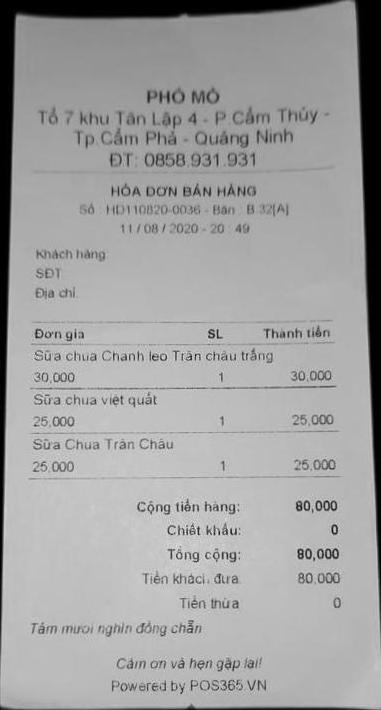 PHỐ MỎ
Tổ 7 khu Tân Lập 4 - P.Cẩm Thủy -
Tp.Cẩm Phả - Quảng Ninh
ĐT: 0858.931.931
HÓA ĐƠN BÁN HÀNG
Số : HD110820-0036 - Bàn : B 32[A]
11 / 08 / 2020 - 20 : 49
Khách hàng:
SĐT:
Địa chỉ:
Đơn giá SL Thành tiền
Sữa chua Chanh leo Trân châu trắng
30,000 1 30,000
Sữa chua việt quất
25,000 1 25,000
Sữa Chua Trân Châu
25,000 1 25,000
Cộng tiền hàng: 80,000
Chiết khấu: 0
Tổng cộng: 80,000
Tiền khách đưa: 80,000
Tiền thừa: 0
Tám mươi nghìn đồng chẵn
Cảm ơn và hẹn gặp lại!
Powered by POS365.VN